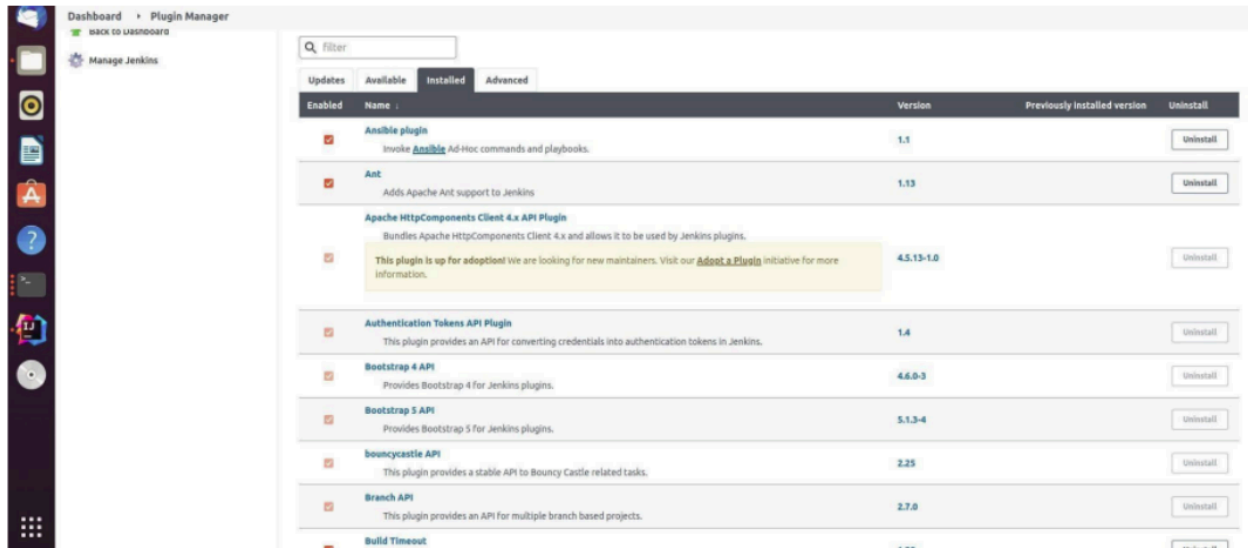 Dashboard › Plugin Manager
Back to Dashboard
Manage Jenkins
filter
Updates Available Installed Advanced
Enabled Name ↓ Version Previously installed version Uninstall
Ansible plugin
Invoke Ansible Ad-Hoc commands and playbooks.
1.1 Uninstall
Ant
Adds Apache Ant support to Jenkins
1.13 Uninstall
Apache HttpComponents Client 4.x API Plugin
Bundles Apache HttpComponents Client 4.x and allows it to be used by Jenkins plugins.
This plugin is up for adoption! We are looking for new maintainers. Visit our Adopt a Plugin initiative for more
information.
4.5.13-1.0 Uninstall
Authentication Tokens API Plugin
This plugin provides an API for converting credentials into authentication tokens in Jenkins.
1.4 Uninstall
Bootstrap 4 API
Provides Bootstrap 4 for Jenkins plugins.
4.6.0-3 Uninstall
Bootstrap 5 API
Provides Bootstrap 5 for Jenkins plugins.
5.1.3-4 Uninstall
bouncycastle API
This plugin provides a stable API to Bouncy Castle related tasks.
2.25 Uninstall
Branch API
This plugin provides an API for multiple branch based projects.
2.7.0 Uninstall
Build Timeout